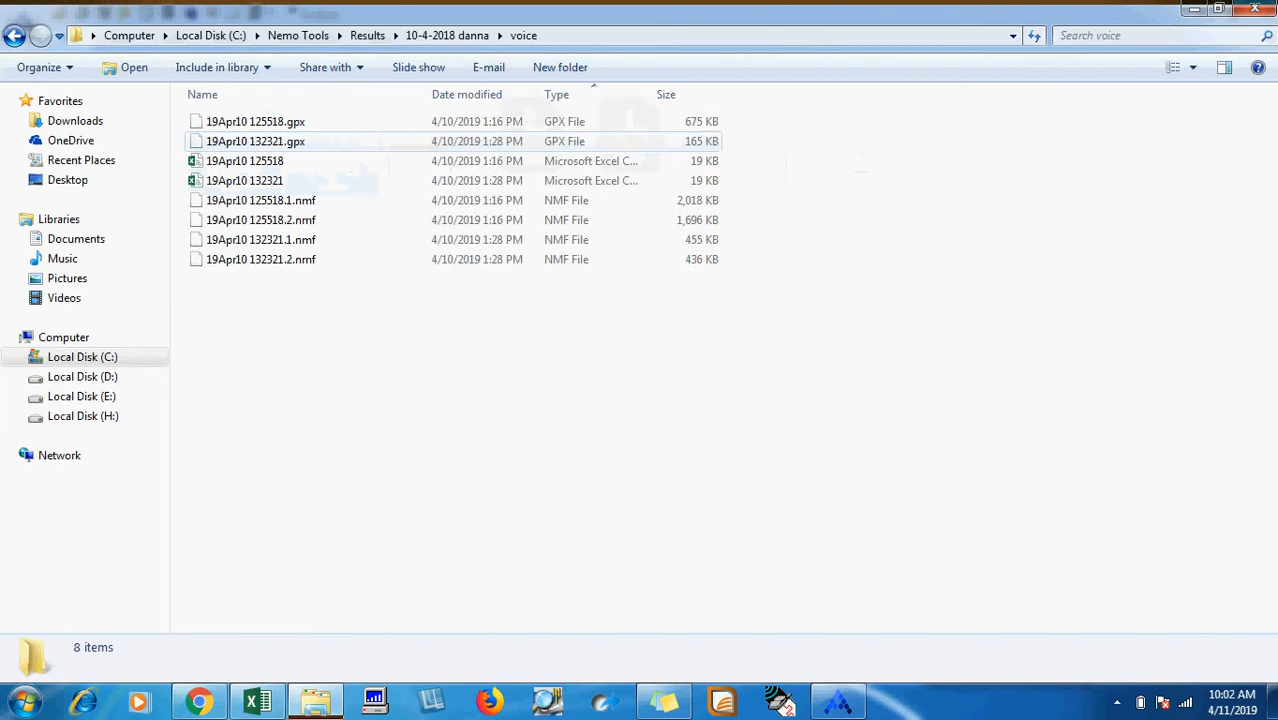 Computer Local Disk (C:) Nemo Tools Results 10-4-2018 danna voice Search voice
Organize Open Include in library Share with Slide show E-mail New folder
Name Date modified Type Size
Favorites
Downloads
OneDrive
Recent Places
Desktop
Libraries
Documents
Music
Pictures
Videos
Computer
Local Disk (C:)
Local Disk (D:)
Local Disk (E:)
Local Disk (H:)
Network
19Apr10 125518.gpx 4/10/2019 1:16 PM GPX File 675 KB
19Apr10 132321.gpx 4/10/2019 1:28 PM GPX File 165 KB
19Apr10 125518 4/10/2019 1:16 PM Microsoft Excel C... 19 KB
19Apr10 132321 4/10/2019 1:28 PM Microsoft Excel C... 19 KB
19Apr10 125518.1.nmf 4/10/2019 1:16 PM NMF File 2,018 KB
19Apr10 125518.2.nmf 4/10/2019 1:16 PM NMF File 1,696 KB
19Apr10 132321.1.nmf 4/10/2019 1:28 PM NMF File 455 KB
19Apr10 132321.2.nmf 4/10/2019 1:28 PM NMF File 436 KB
8 items
10:02 AM
4/11/2019